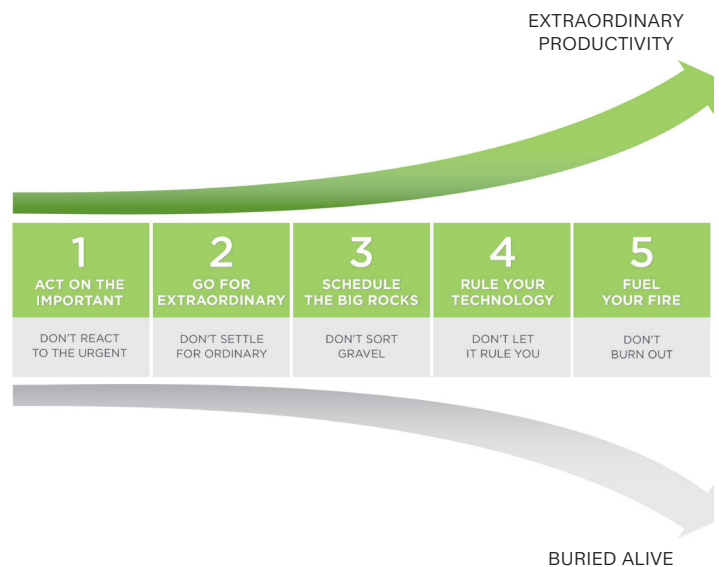 EXTRAORDINARY
PRODUCTIVITY
1
ACT ON THE
IMPORTANT
2
GO FOR
EXTRAORDINARY
3
SCHEDULE
THE BIG ROCKS
4
RULE YOUR
TECHNOLOGY
5
FUEL
YOUR FIRE
DON'T REACT
TO THE URGENT
DON'T SETTLE
FOR ORDINARY
DON'T SORT
GRAVEL
DON'T LET
IT RULE YOU
DON'T
BURN OUT
BURIED ALIVE